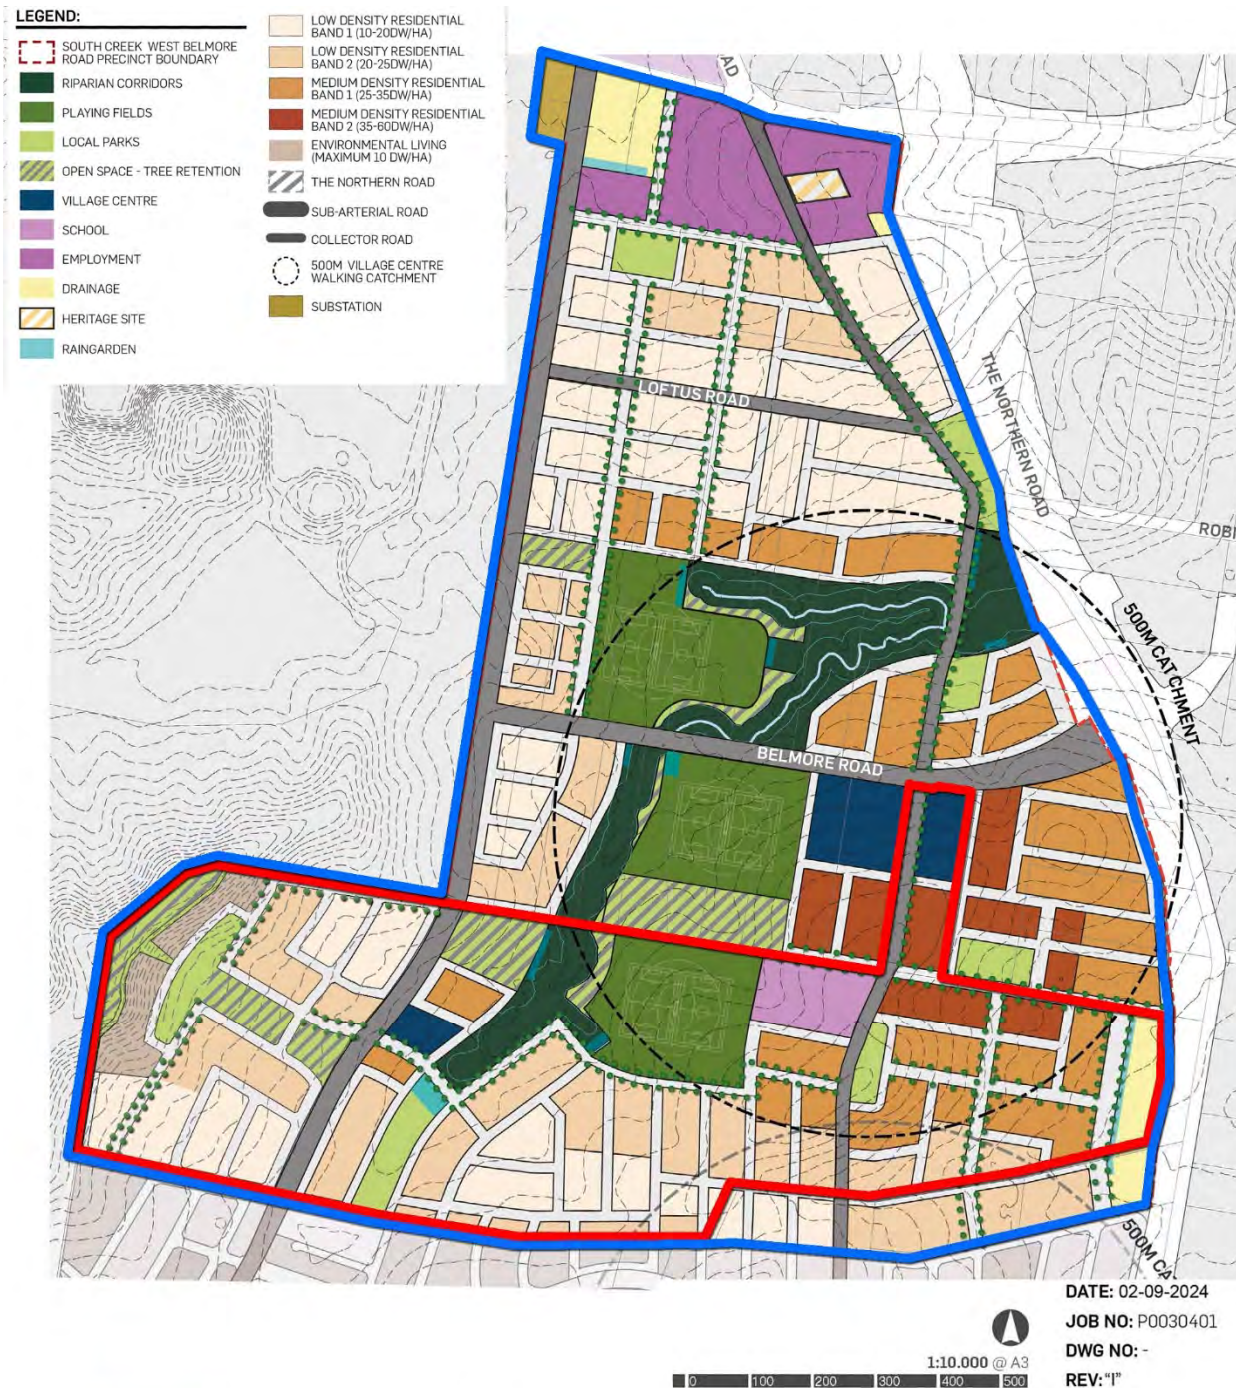 LEGEND:
SOUTH CREEK WEST BELMORE
ROAD PRECINCT BOUNDARY
RIPARIAN CORRIDORS
PLAYING FIELDS
LOCAL PARKS
OPEN SPACE - TREE RETENTION
VILLAGE CENTRE
SCHOOL
EMPLOYMENT
DRAINAGE
HERITAGE SITE
RAINGARDEN
LOW DENSITY RESIDENTIAL
BAND 1 (10-20DW/HA)
LOW DENSITY RESIDENTIAL
BAND 2 (20-25DW/HA)
MEDIUM DENSITY RESIDENTIAL
BAND 1 (25-35DW/HA)
MEDIUM DENSITY RESIDENTIAL
BAND 2 (35-60DW/HA)
ENVIRONMENTAL LIVING
(MAXIMUM 10 DW/HA)
THE NORTHERN ROAD
SUB-ARTERIAL ROAD
COLLECTOR ROAD
500M VILLAGE CENTRE
WALKING CATCHMENT
SUBSTATION
AD
LOFTUS ROAD
THE NORTHERN ROAD
ROBI
500M CATCHMENT
BELMORE ROAD
500M CA
DATE: 02-09-2024
JOB NO: P0030401
DWG NO: -
REV: "I"
1:10.000 @ A3
0 100 200 300 400 500